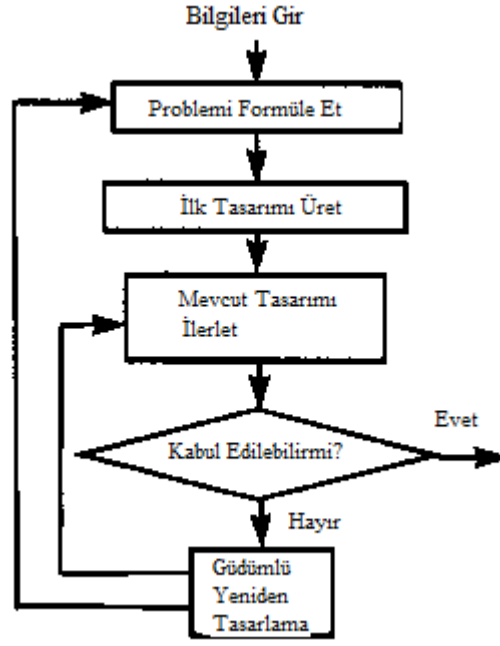 Bilgileri Gir
Problemi Formüle Et
İlk Tasarımı Üret
Mevcut Tasarımı
İlerlet
Kabul Edilebilirmi?
Evet
Hayır
Güdümlü
Yeniden
Tasarlama